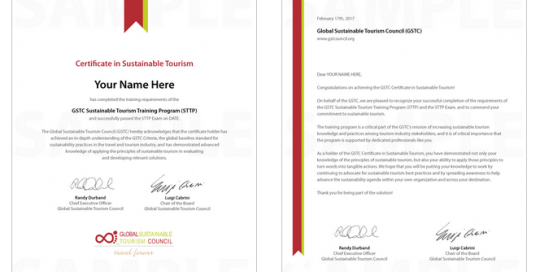 SAMPLE
Certificate in Sustainable Tourism
Your Name Here
has completed the training requirements of the
GSTC Sustainable Tourism Training Program (STTP)
and successfully passed the STTP Exam on DATE.
The Global Sustainable Tourism Council (GSTC) hereby acknowledges that the certificate holder has
achieved an in-depth understanding of the GSTC Criteria, the global baseline standard for
sustainability practices in the travel and tourism industry, and has demonstrated advanced
knowledge of applying the principles of sustainable tourism in evaluating
and developing relevant solutions.
Randy Durband
Chief Executive Officer
Global Sustainable Tourism Council
Luigi Cabrini
Chair of the Board
Global Sustainable Tourism Council
GLOBAL SUSTAINABLE
TOURISM COUNCIL
travel forever
SAMPLE
SAMPLE
February 17th, 2017
Global Sustainable Tourism Council (GSTC)
www.gstcouncil.org
Dear YOUR NAME HERE,
Congratulations on achieving the GSTC Certificate in Sustainable Tourism!
On behalf of the GSTC, we are pleased to recognize your successful completion of the requirements of
the GSTC Sustainable Tourism Training Program (STTP) and the STTP Exam, and to commend your
commitment to sustainable tourism.
The training program is a critical part of the GSTC's mission of increasing sustainable tourism
knowledge and practices among tourism industry stakeholders, and it is of critical importance that
the program is supported by dedicated professionals like you.
As a holder of the GSTC Certificate in Sustainable Tourism, you have demonstrated not only your
knowledge of the principles of sustainable tourism, but also your ability to apply those principles to
turn words into tangible actions. We hope that you will be putting your knowledge to work by
continuing to advocate for sustainable tourism best practices and by spreading awareness to help
advance the sustainability agenda within your own organization and across your destination.
Thank you for being part of the solution!
Randy Durband
Chief Executive Officer
Global Sustainable Tourism Council
Luigi Cabrini
Chair of the Board
Global Sustainable Tourism Council
SAMPLE